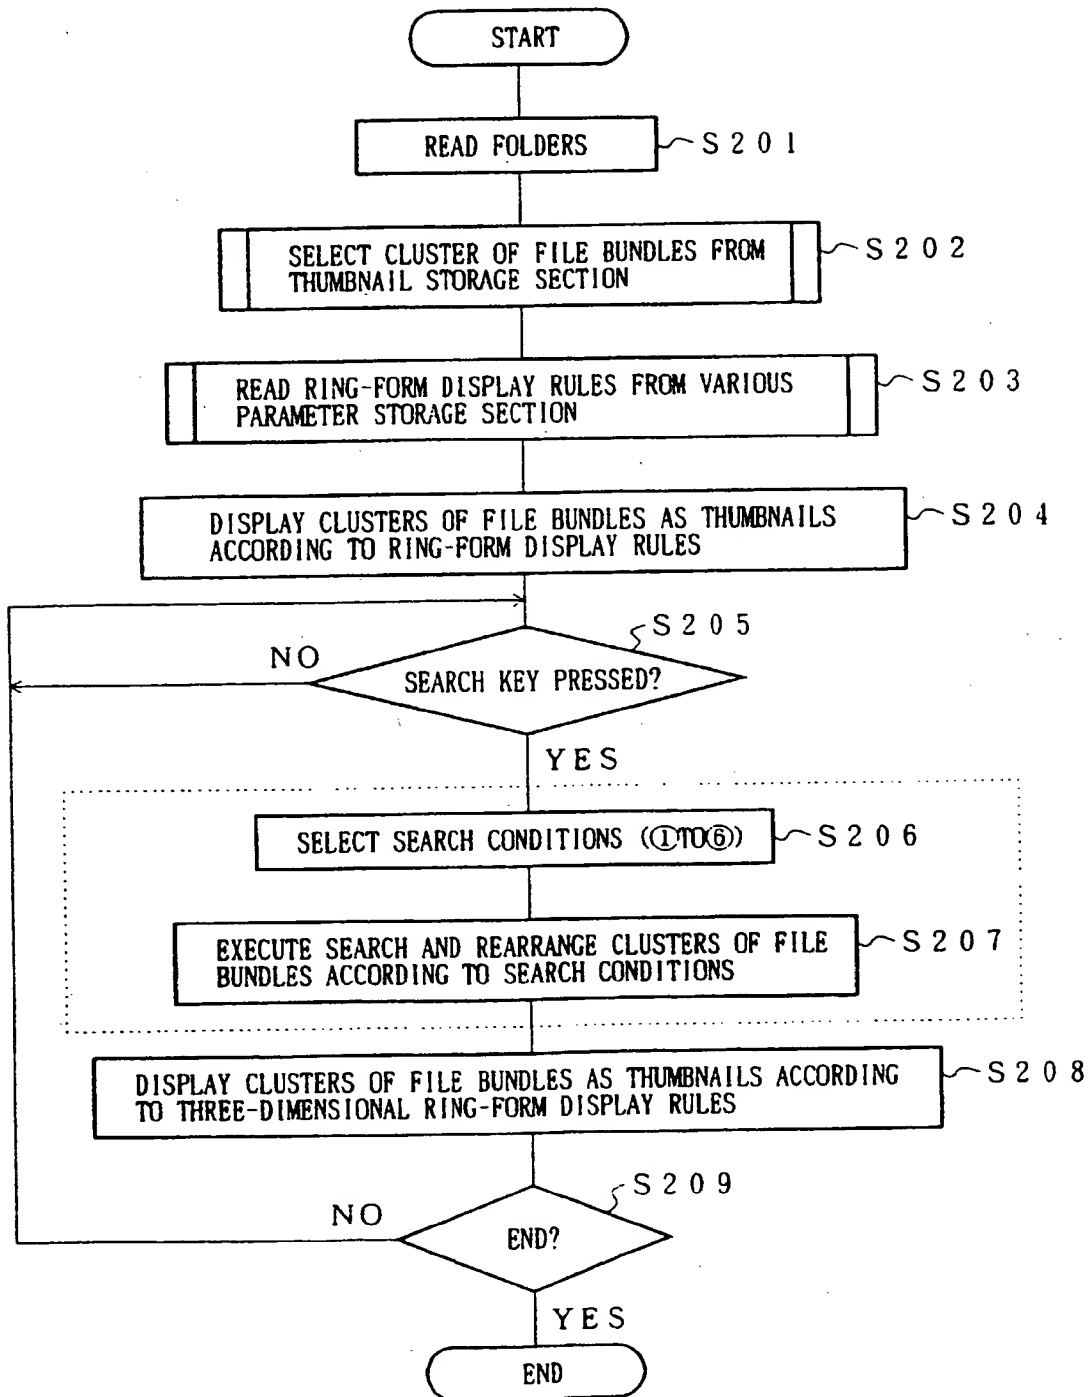 START
READ FOLDERS
S201
SELECT CLUSTER OF FILE BUNDLES FROM
THUMBNAIL STORAGE SECTION
S202
READ RING-FORM DISPLAY RULES FROM VARIOUS
PARAMETER STORAGE SECTION
S203
DISPLAY CLUSTERS OF FILE BUNDLES AS THUMBNAILS
ACCORDING TO RING-FORM DISPLAY RULES
S204
S205
NO
SEARCH KEY PRESSED?
YES
SELECT SEARCH CONDITIONS (①TO⑥)
S206
EXECUTE SEARCH AND REARRANGE CLUSTERS OF FILE
BUNDLES ACCORDING TO SEARCH CONDITIONS
S207
DISPLAY CLUSTERS OF FILE BUNDLES AS THUMBNAILS ACCORDING
TO THREE-DIMENSIONAL RING-FORM DISPLAY RULES
S208
S209
NO
END?
YES
END